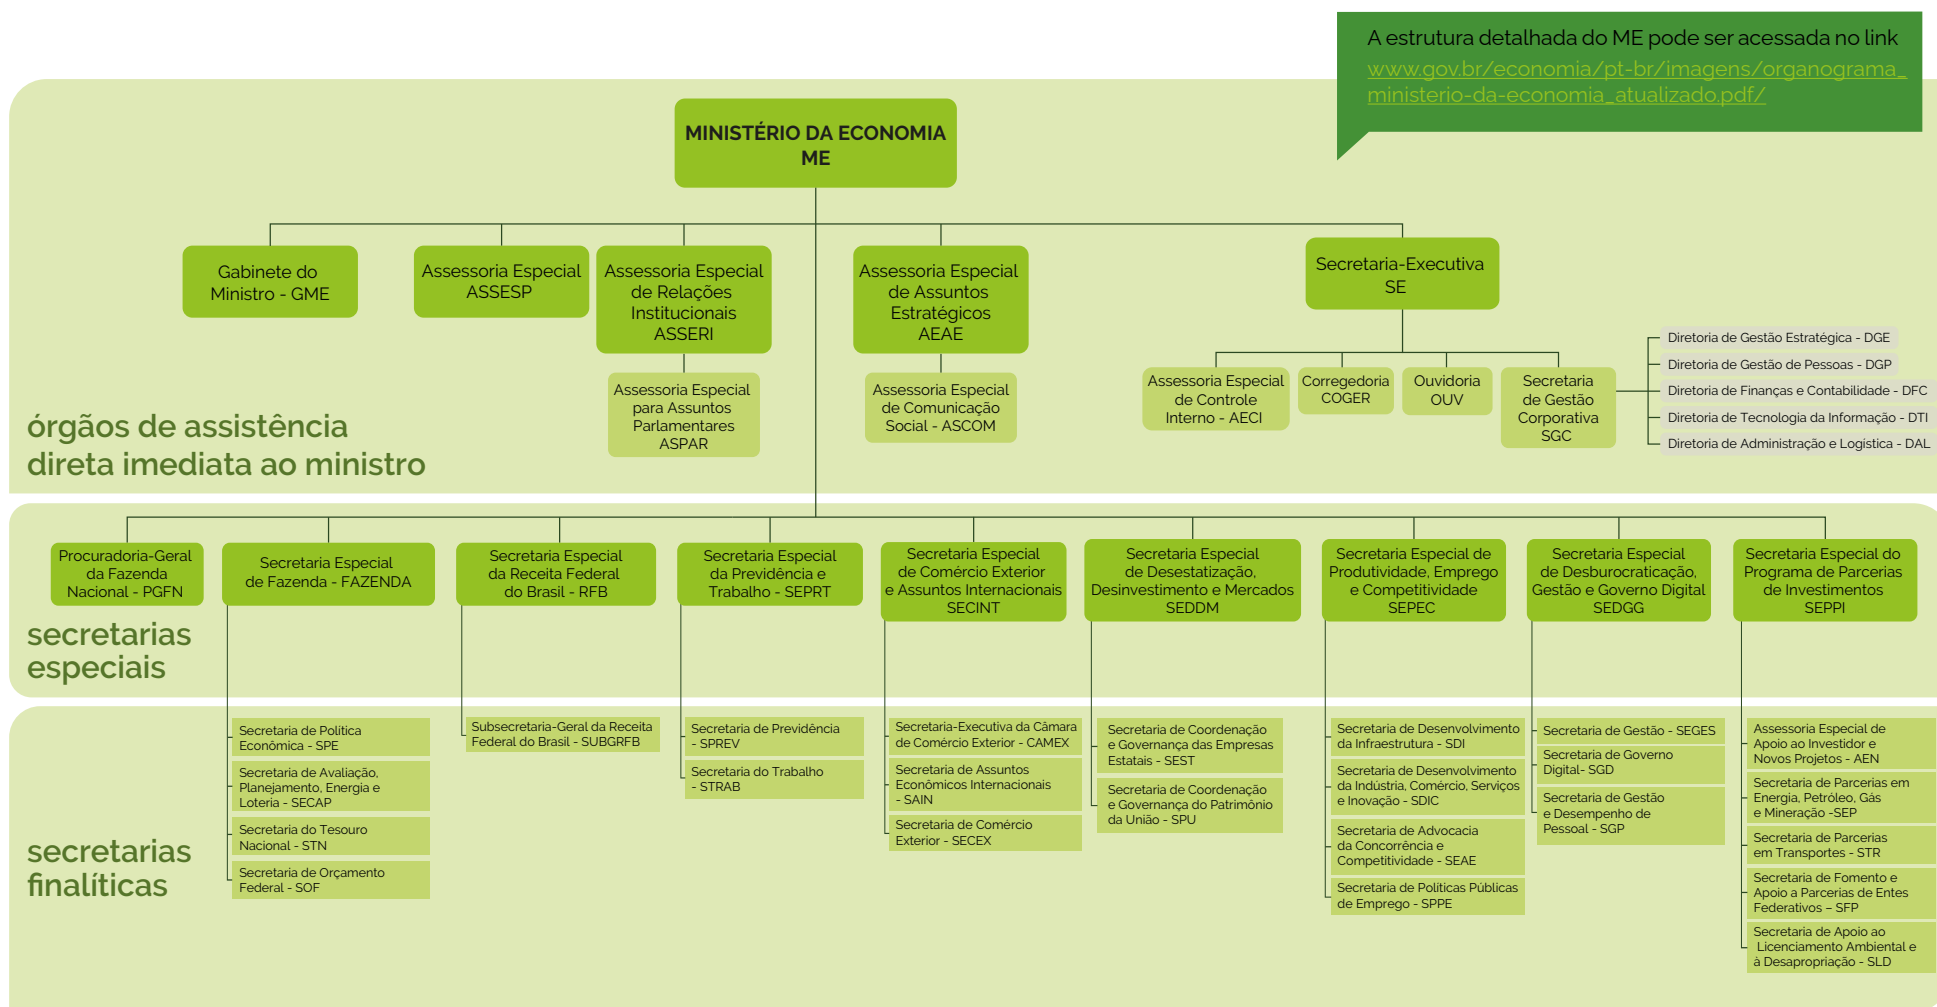 A estrutura detalhada do ME pode ser acessada no link
www.gov.br/economia/pt-br/imagens/organograma_
ministerio-da-economia_atualizado.pdf/
MINISTÉRIO DA ECONOMIA
ME
Gabinete do
Ministro - GME
Assessoria Especial
ASSESP
Assessoria Especial
de Relações
Institucionais
ASSERI
Assessoria Especial
de Assuntos
Estratégicos
AEAE
Secretaria-Executiva
SE
Assessoria Especial
para Assuntos
Parlamentares
ASPAR
Assessoria Especial
de Comunicação
Social - ASCOM
Assessoria Especial
de Controle
Interno - AECI
Corregedoria
COGER
Ouvidoria
OUV
Secretaria
de Gestão
Corporativa
SGC
Diretoria de Gestão Estratégica - DGE
Diretoria de Gestão de Pessoas - DGP
Diretoria de Finanças e Contabilidade - DFC
Diretoria de Tecnologia da Informação - DTI
Diretoria de Administração e Logística - DAL
órgãos de assistência
direta imediata ao ministro
Procuradoria-Geral
da Fazenda
Nacional - PGFN
Secretaria Especial
de Fazenda - FAZENDA
Secretaria Especial
da Receita Federal
do Brasil - RFB
Secretaria Especial
da Previdência e
Trabalho - SEPRT
Secretaria Especial
de Comércio Exterior
e Assuntos Internacionais
SECINT
Secretaria Especial
de Desestatização,
Desinvestimento e Mercados
SEDDM
Secretaria Especial de
Produtividade, Emprego
e Competitividade
SEPEC
Secretaria Especial
de Desburocraticação,
Gestão e Governo Digital
SEDGG
Secretaria Especial do
Programa de Parcerias
de Investimentos
SEPPI
secretarias
especiais
Secretaria de Política
Econômica - SPE
Secretaria de Avaliação,
Planejamento, Energia e
Loteria - SECAP
Secretaria do Tesouro
Nacional - STN
Secretaria de Orçamento
Federal - SOF
Subsecretaria-Geral da Receita
Federal do Brasil - SUBGRFB
Secretaria de Previdência
- SPREV
Secretaria do Trabalho
- STRAB
Secretaria-Executiva da Câmara
de Comércio Exterior - CAMEX
Secretaria de Assuntos
Econômicos Internacionais
- SAIN
Secretaria de Comércio
Exterior - SECEX
Secretaria de Coordenação
e Governança das Empresas
Estatais - SEST
Secretaria de Coordenação
e Governança do Patrimônio
da União - SPU
Secretaria de Desenvolvimento
da Infraestrutura - SDI
Secretaria de Desenvolvimento
da Indústria, Comércio, Serviços
e Inovação - SDIC
Secretaria de Advocacia
da Concorrência e
Competitividade - SEAE
Secretaria de Políticas Públicas
de Emprego - SPPE
Secretaria de Gestão - SEGES
Secretaria de Governo
Digital- SGD
Secretaria de Gestão
e Desempenho de
Pessoal - SGP
Assessoria Especial de
Apoio ao Investidor e
Novos Projetos - AEN
Secretaria de Parcerias em
Energia, Petróleo, Gás
e Mineração -SEP
Secretaria de Parcerias
em Transportes - STR
Secretaria de Fomento e
Apoio a Parcerias de Entes
Federativos – SFP
Secretaria de Apoio ao
Licenciamento Ambiental e
à Desapropriação - SLD
secretarias
finalíticas